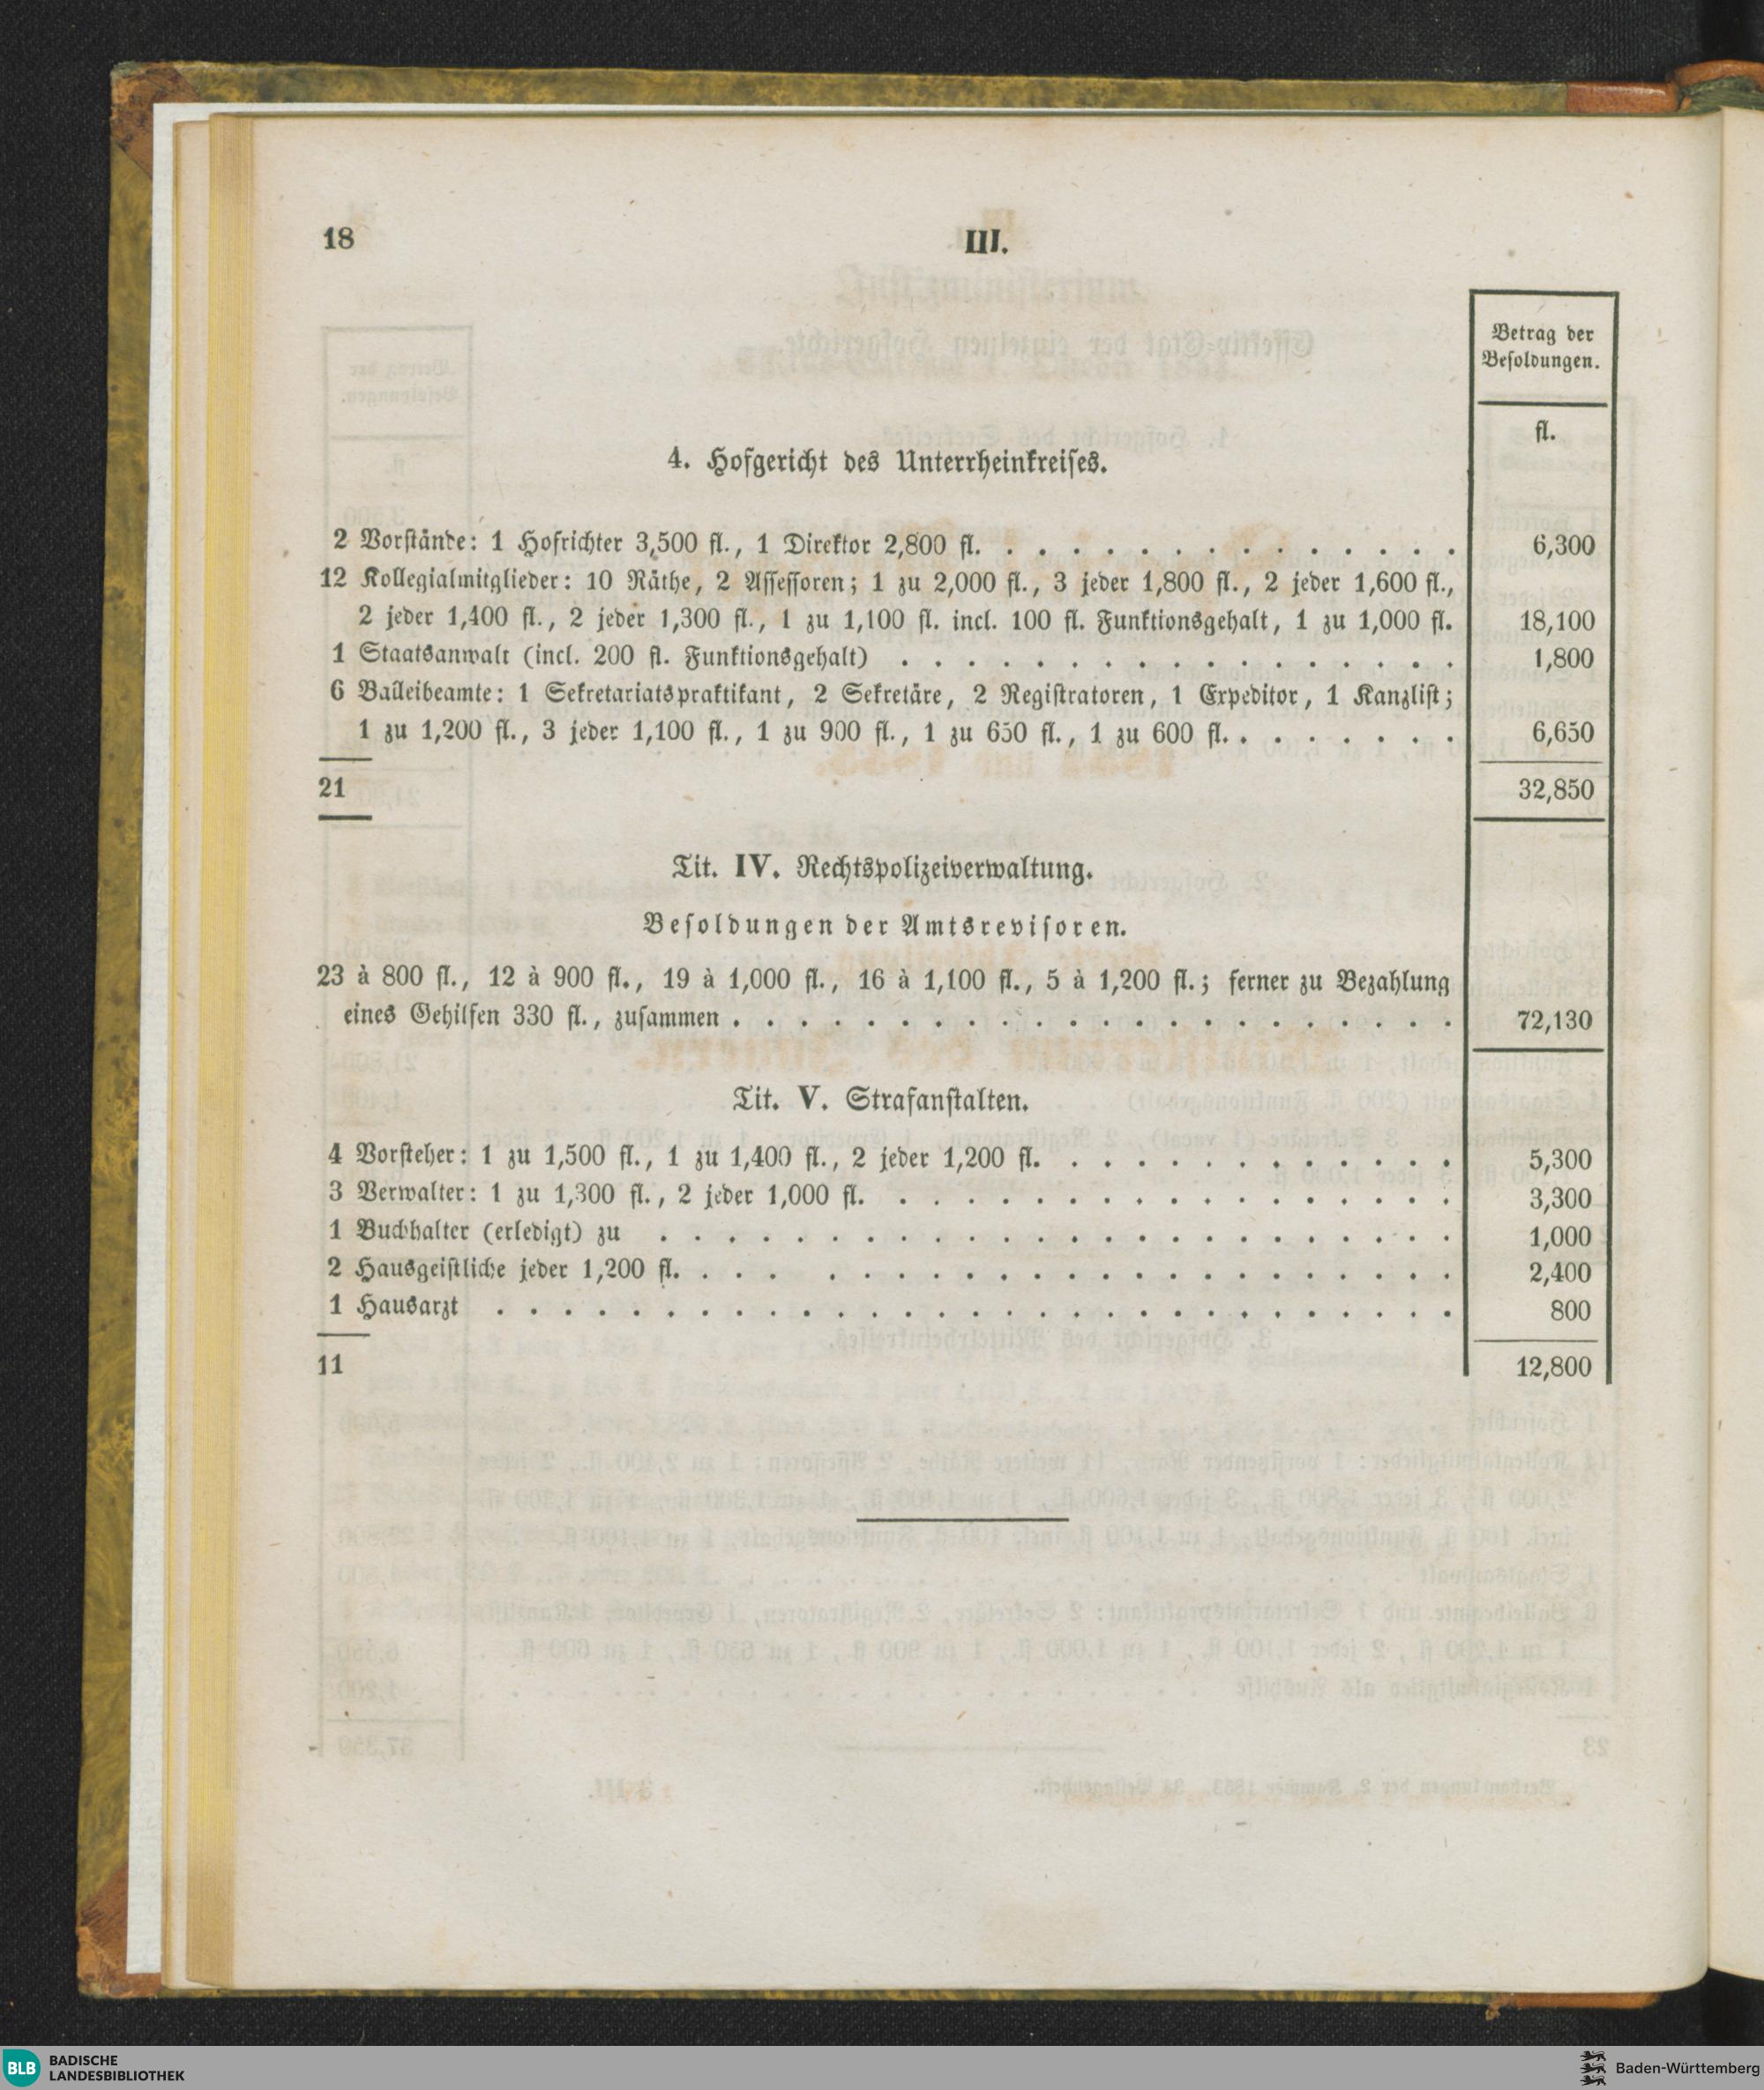 18
III.
Betrag der
Besoldungen.
fl.
4. Hofgericht des Unterrheinkreises.
2 Vorstände: 1 Hofrichter 3,500 fl., 1 Direktor 2,800 fl. . . . . . . . . . . . . . . 6,300
12 Kollegialmitglieder: 10 Räthe, 2 Assessoren; 1 zu 2,000 fl., 3 jeder 1,800 fl., 2 jeder 1,600 fl.,
2 jeder 1,400 fl., 2 jeder 1,300 fl., 1 zu 1,100 fl. incl. 100 fl. Funktionsgehalt, 1 zu 1,000 fl. 18,100
1 Staatsanwalt (incl. 200 fl. Funktionsgehalt) . . . . . . . . . . . . . . . . . 1,800
6 Balleibeamte: 1 Sekretariatspraktikant, 2 Sekretäre, 2 Registratoren, 1 Expeditor, 1 Kanzlist;
1 zu 1,200 fl., 3 jeder 1,100 fl., 1 zu 900 fl., 1 zu 650 fl., 1 zu 600 fl. . . . . . . . 6,650
21 32,850
Tit. IV. Rechtspolizeiverwaltung.
Besoldungen der Amtsrevisoren.
23 à 800 fl., 12 à 900 fl., 19 à 1,000 fl., 16 à 1,100 fl., 5 à 1,200 fl.; ferner zu Bezahlung
eines Gehilfen 330 fl., zusammen . . . . . . . . . . . . . . . . . . . . . . 72,130
Tit. V. Strafanstalten.
4 Vorsteher: 1 zu 1,500 fl., 1 zu 1,400 fl., 2 jeder 1,200 fl. . . . . . . . . . . . . 5,300
3 Verwalter: 1 zu 1,300 fl., 2 jeder 1,000 fl. . . . . . . . . . . . . . . . . . 3,300
1 Buchhalter (erledigt) zu . . . . . . . . . . . . . . . . . . . . . . . . 1,000
2 Hausgeistliche jeder 1,200 fl. . . . . . . . . . . . . . . . . . . . . . . 2,400
1 Hausarzt . . . . . . . . . . . . . . . . . . . . . . . . . . . . . 800
11 12,800
BLB BADISCHE
LANDESBIBLIOTHEK
Baden-Württemberg